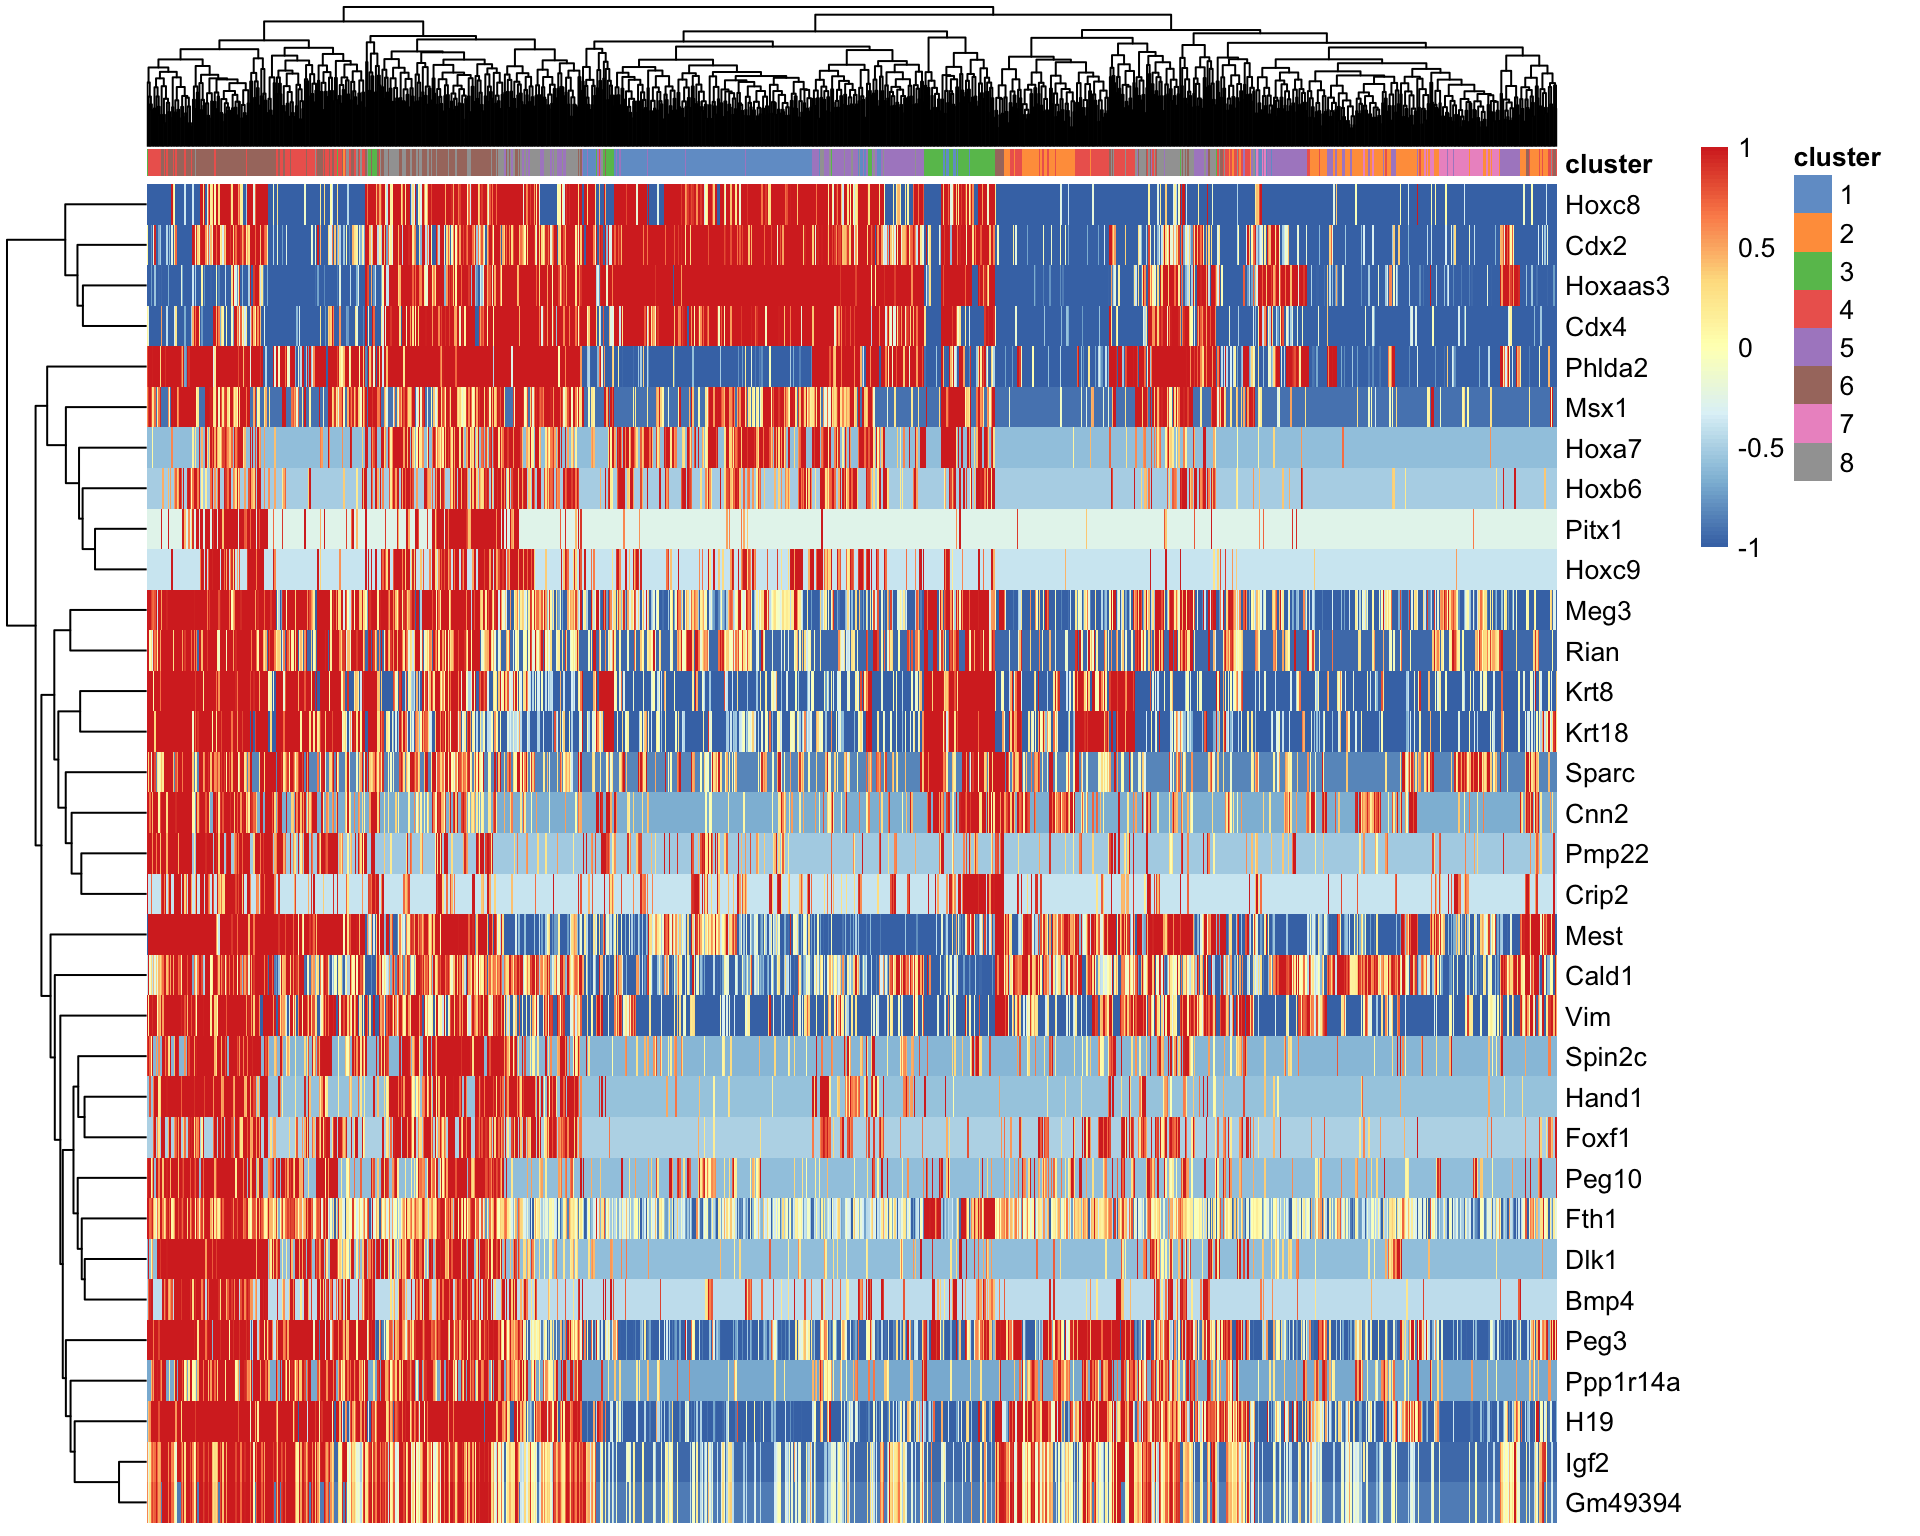 cluster
Hoxc8
Cdx2
Hoxaas3
Cdx4
Phlda2
Msx1
Hoxa7
Hoxb6
Pitx1
Hoxc9
Meg3
Rian
Krt8
Krt18
Sparc
Cnn2
Pmp22
Crip2
Mest
Cald1
Vim
Spin2c
Hand1
Foxf1
Peg10
Fth1
Dlk1
Bmp4
Peg3
Ppp1r14a
H19
Igf2
Gm49394
1
0.5
0
-0.5
-1
cluster
1
2
3
4
5
6
7
8